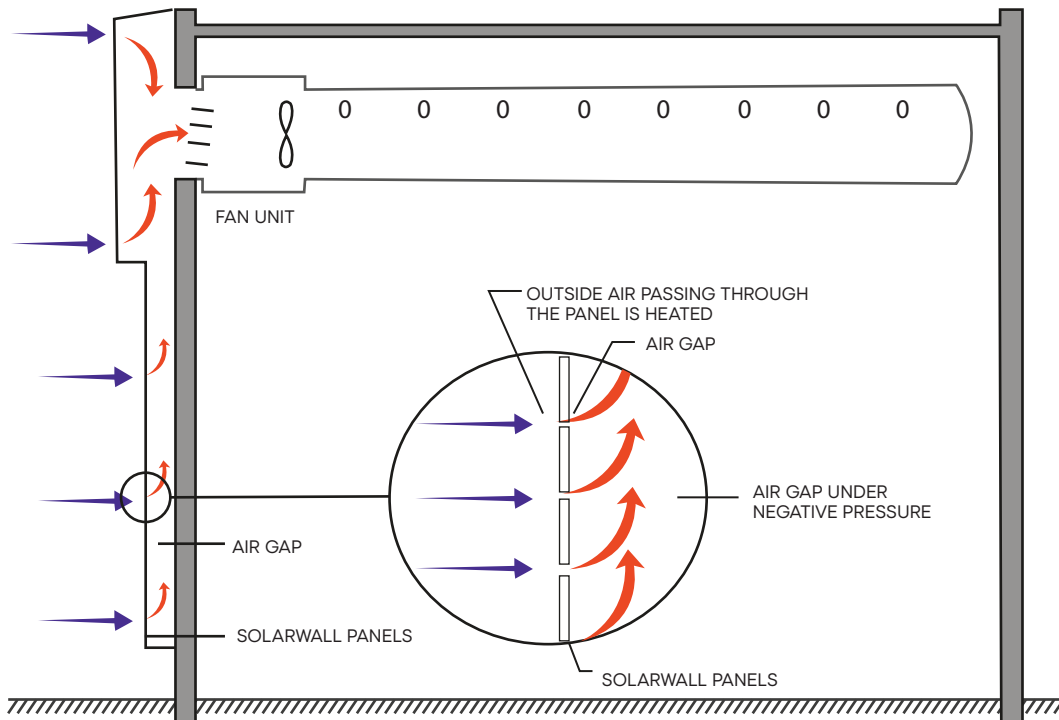 0 0 0 0 0 0 0 0
FAN UNIT
OUTSIDE AIR PASSING THROUGH
THE PANEL IS HEATED
AIR GAP
AIR GAP UNDER
NEGATIVE PRESSURE
AIR GAP
SOLARWALL PANELS
SOLARWALL PANELS